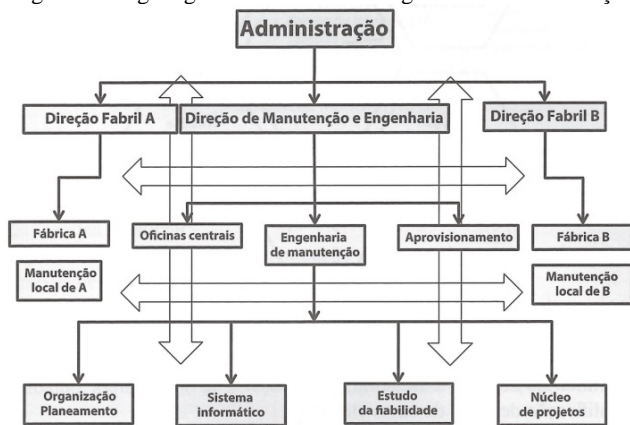 Administração
Direção Fabril A
Direção de Manutenção e Engenharia
Direção Fabril B
Fábrica A
Oficinas centrais
Engenharia
de manutenção
Aprovisionamento
Fábrica B
Manutenção
local de A
Manutenção
local de B
Organização
Planeamento
Sistema
informático
Estudo
da fiabilidade
Núcleo
de projetos